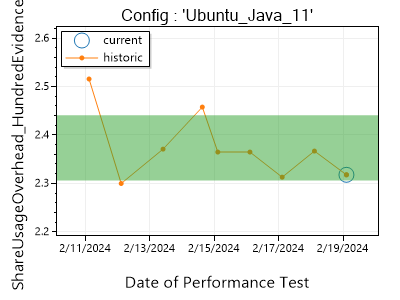 Config : 'Ubuntu_Java_11'
ShareUsageOverhead_HundredEvidence
2.6
2.5
2.4
2.3
2.2
current
historic
2/11/2024 2/13/2024 2/15/2024 2/17/2024 2/19/2024
Date of Performance Test